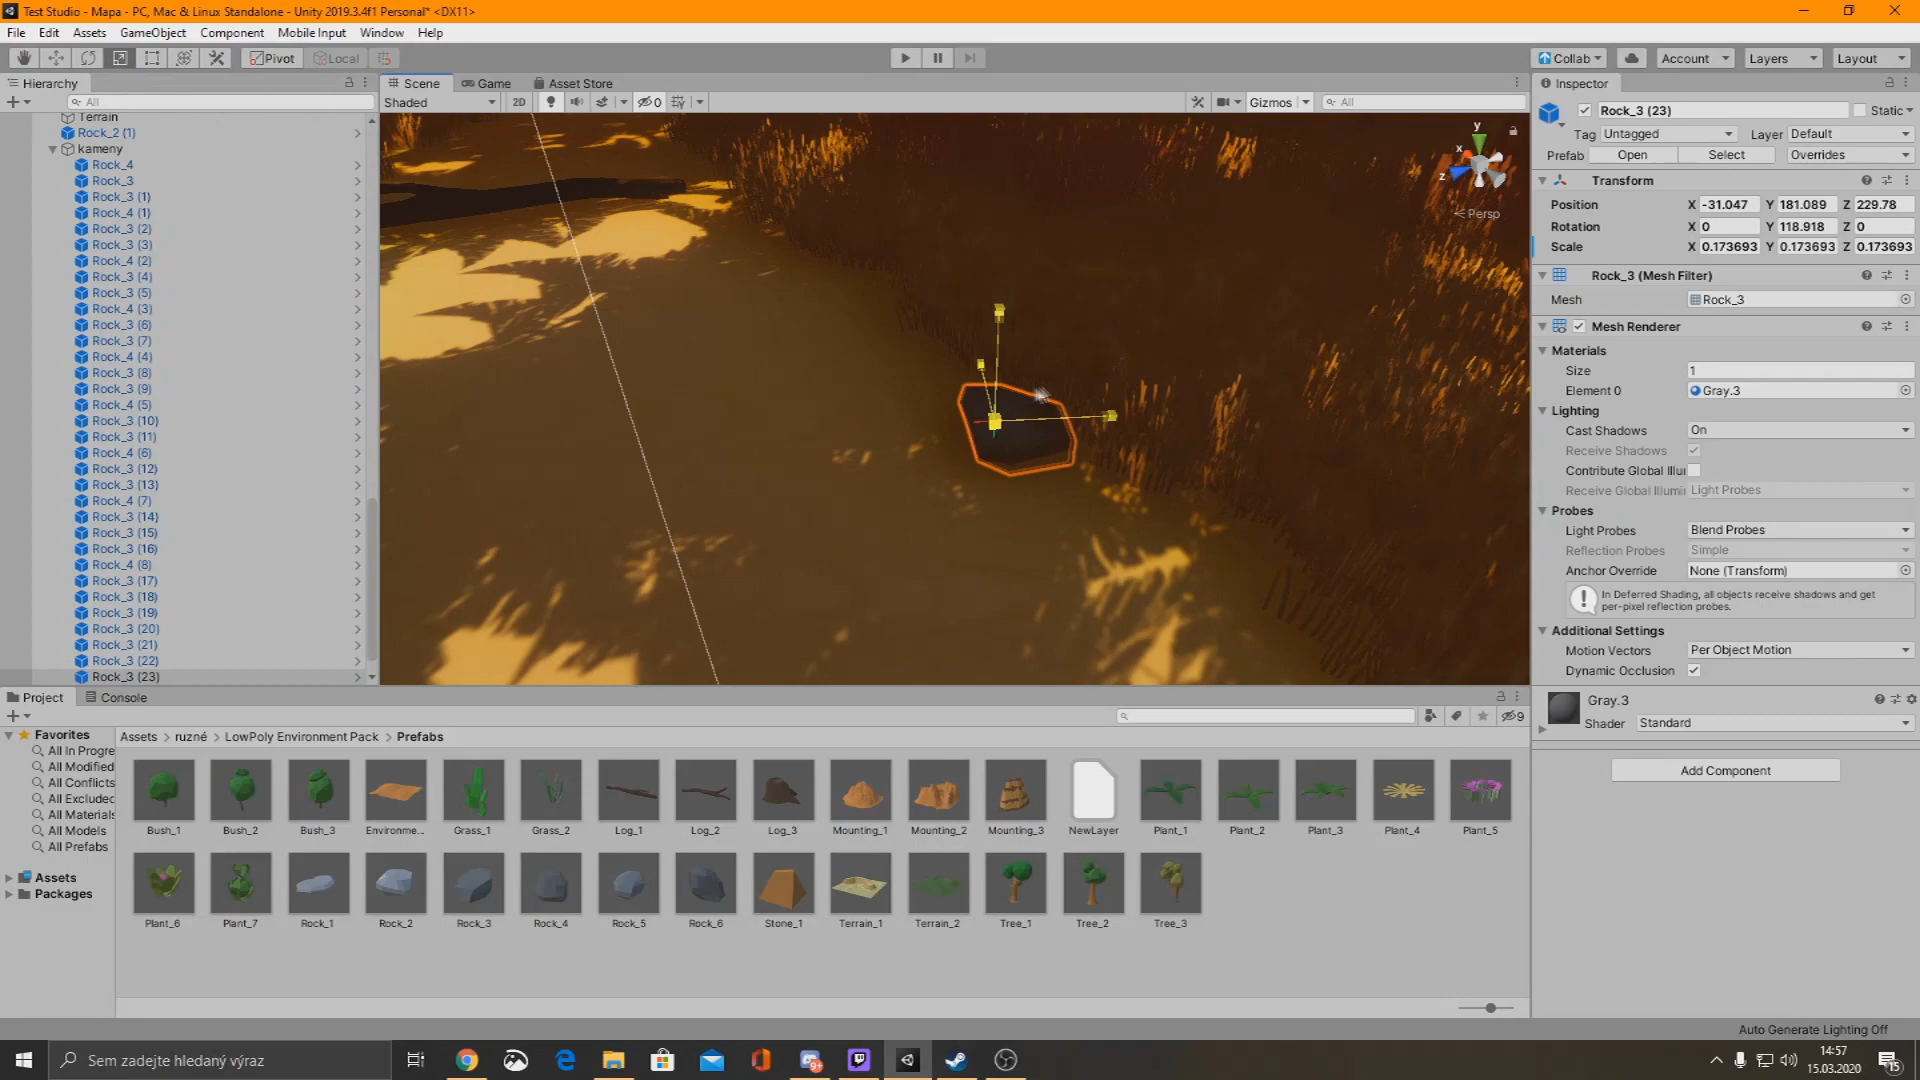 Test Studio - Mapa - PC, Mac & Linux Standalone - Unity 2019.3.4f1 Personal* <DX11>
File Edit Assets GameObject Component Mobile Input Window Help
Pivot Local
Collab Account Layers Layout
Hierarchy
All
Terrain
Rock_2 (1)
kameny
Rock_4
Rock_3
Rock_3 (1)
Rock_4 (1)
Rock_3 (2)
Rock_3 (3)
Rock_4 (2)
Rock_3 (4)
Rock_3 (5)
Rock_4 (3)
Rock_3 (6)
Rock_3 (7)
Rock_4 (4)
Rock_3 (8)
Rock_3 (9)
Rock_4 (5)
Rock_3 (10)
Rock_3 (11)
Rock_4 (6)
Rock_3 (12)
Rock_3 (13)
Rock_4 (7)
Rock_3 (14)
Rock_3 (15)
Rock_3 (16)
Rock_4 (8)
Rock_3 (17)
Rock_3 (18)
Rock_3 (19)
Rock_3 (20)
Rock_3 (21)
Rock_3 (22)
Rock_3 (23)
Scene Game Asset Store
Shaded 2D 0 Gizmos All
y
x
z
Persp
Inspector
Rock_3 (23) Static
Tag Untagged Layer Default
Prefab Open Select Overrides
Transform
Position X -31.047 Y 181.089 Z 229.78
Rotation X 0 Y 118.918 Z 0
Scale X 0.173693 Y 0.173693 Z 0.173693
Rock_3 (Mesh Filter)
Mesh Rock_3
Mesh Renderer
Materials
Size 1
Element 0 Gray.3
Lighting
Cast Shadows On
Receive Shadows
Contribute Global Illu
Receive Global Illumi Light Probes
Probes
Light Probes Blend Probes
Reflection Probes Simple
Anchor Override None (Transform)
In Deferred Shading, all objects receive shadows and get
per-pixel reflection probes.
Additional Settings
Motion Vectors Per Object Motion
Dynamic Occlusion
Gray.3
Shader Standard
Add Component
Project Console
9
Favorites
All In Progre
All Modified
All Conflicts
All Excluded
All Materials
All Models
All Prefabs
Assets
Packages
Assets > ruzné > LowPoly Environment Pack > Prefabs
Bush_1 Bush_2 Bush_3 Environme... Grass_1 Grass_2 Log_1 Log_2 Log_3 Mounting_1 Mounting_2 Mounting_3 NewLayer Plant_1 Plant_2 Plant_3 Plant_4 Plant_5
Plant_6 Plant_7 Rock_1 Rock_2 Rock_3 Rock_4 Rock_5 Rock_6 Stone_1 Terrain_1 Terrain_2 Tree_1 Tree_2 Tree_3
Auto Generate Lighting Off
Sem zadejte hledaný výraz
14:57
15.03.2020
15